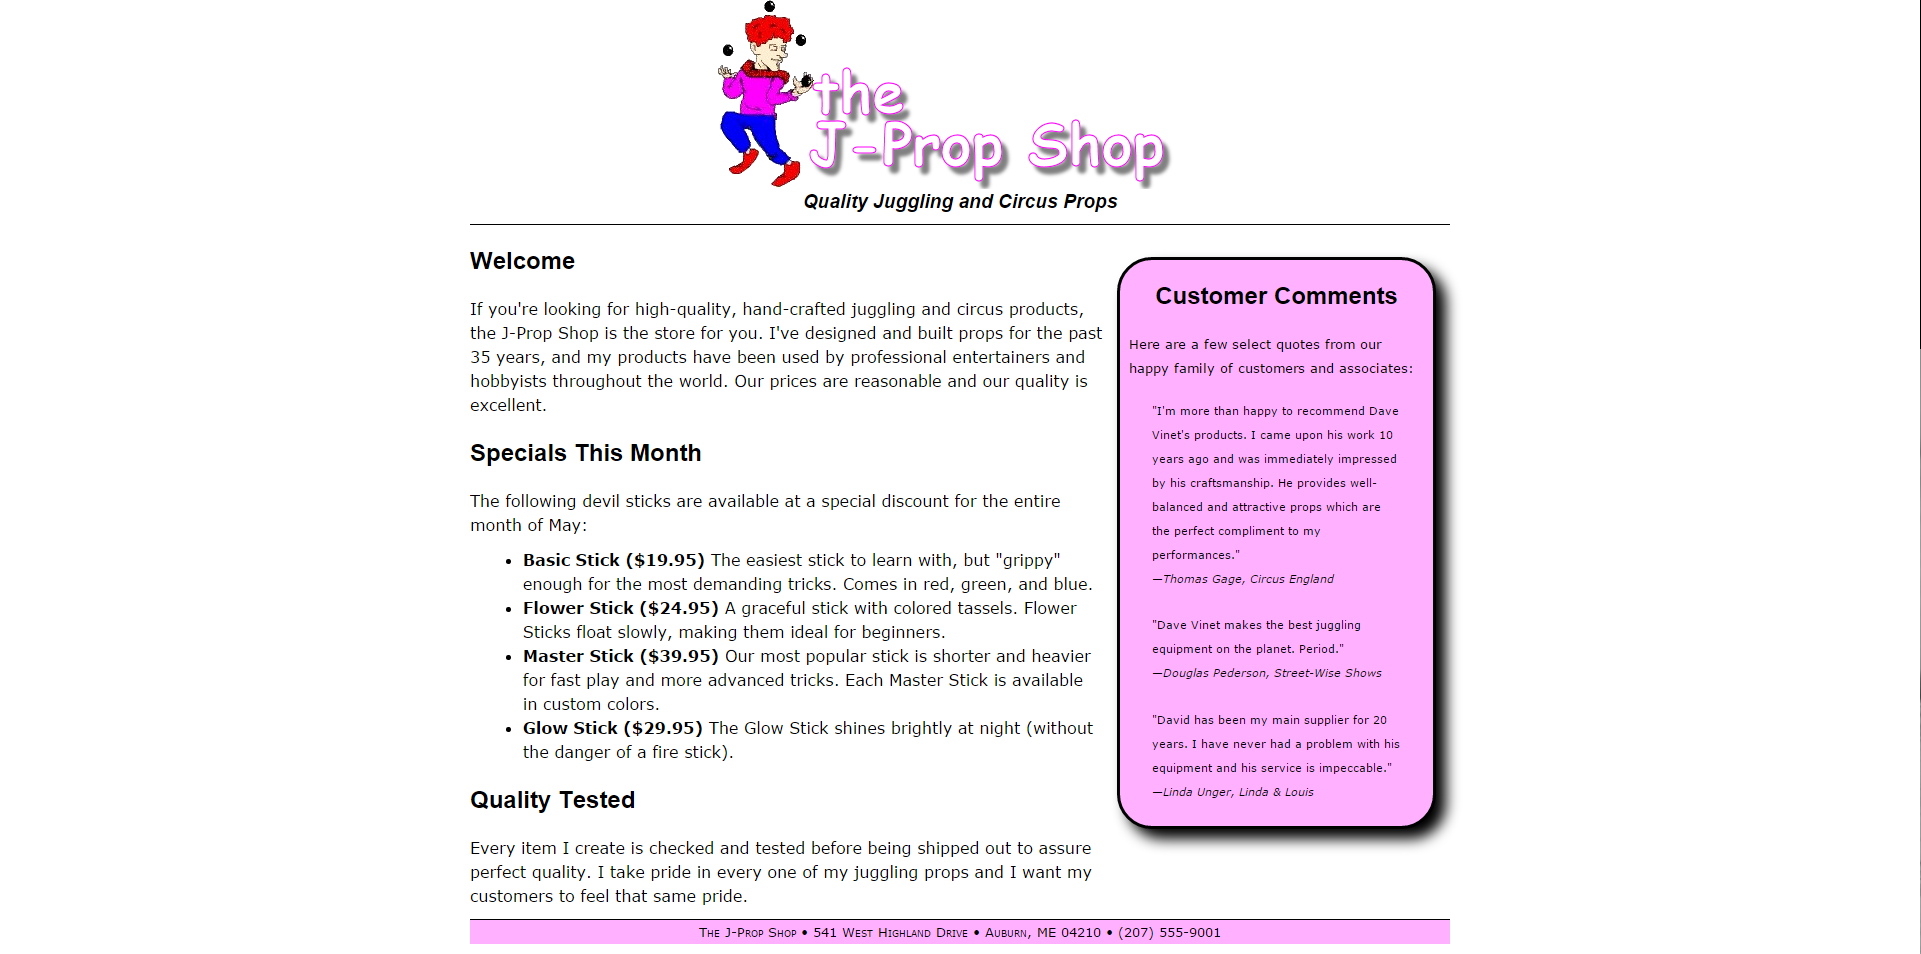 the
J-Prop Shop
Quality Juggling and Circus Props
Welcome
If you're looking for high-quality, hand-crafted juggling and circus products,
the J-Prop Shop is the store for you. I've designed and built props for the past
35 years, and my products have been used by professional entertainers and
hobbyists throughout the world. Our prices are reasonable and our quality is
excellent.
Specials This Month
The following devil sticks are available at a special discount for the entire
month of May:
• Basic Stick ($19.95) The easiest stick to learn with, but "grippy"
enough for the most demanding tricks. Comes in red, green, and blue.
• Flower Stick ($24.95) A graceful stick with colored tassels. Flower
Sticks float slowly, making them ideal for beginners.
• Master Stick ($39.95) Our most popular stick is shorter and heavier
for fast play and more advanced tricks. Each Master Stick is available
in custom colors.
• Glow Stick ($29.95) The Glow Stick shines brightly at night (without
the danger of a fire stick).
Quality Tested
Every item I create is checked and tested before being shipped out to assure
perfect quality. I take pride in every one of my juggling props and I want my
customers to feel that same pride.
Customer Comments
Here are a few select quotes from our
happy family of customers and associates:
"I'm more than happy to recommend Dave
Vinet's products. I came upon his work 10
years ago and was immediately impressed
by his craftsmanship. He provides well-
balanced and attractive props which are
the perfect compliment to my
performances."
—Thomas Gage, Circus England
"Dave Vinet makes the best juggling
equipment on the planet. Period."
—Douglas Pederson, Street-Wise Shows
"David has been my main supplier for 20
years. I have never had a problem with his
equipment and his service is impeccable."
—Linda Unger, Linda & Louis
The J-Prop Shop • 541 West Highland Drive • Auburn, ME 04210 • (207) 555-9001